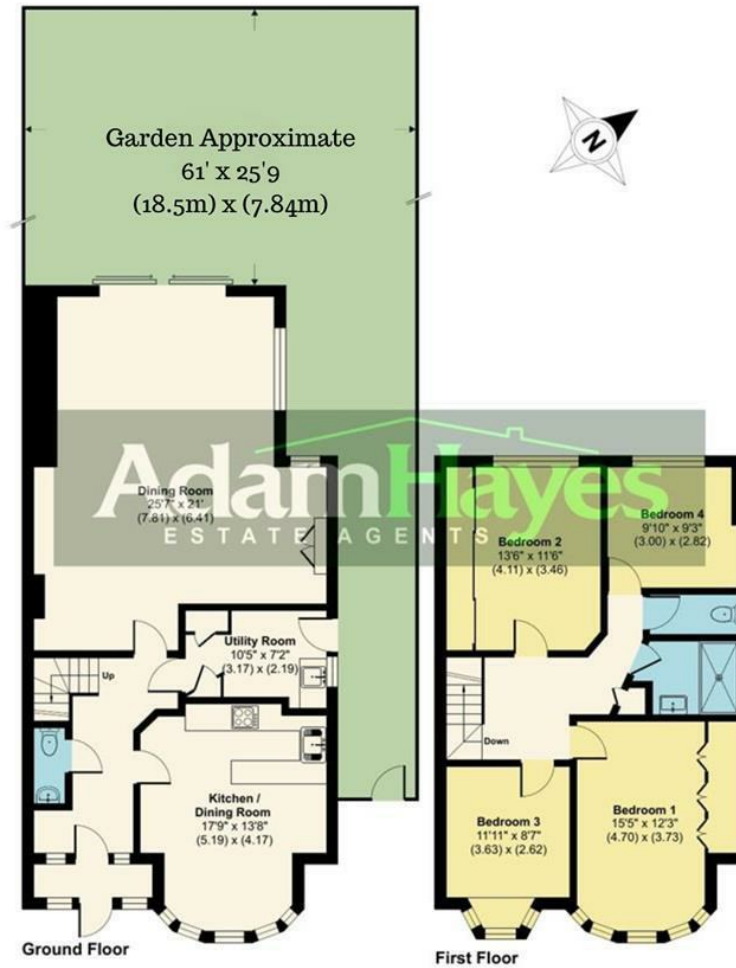 Garden Approximate
61' x 25'9
(18.5m) x (7.84m)
N
AdamHayes
ESTATE AGENTS
Dining Room
25'7" x 21'
(7.81) x (6.41)
Utility Room
10'5" x 7'2"
(3.17) x (2.19)
Up
Kitchen /
Dining Room
17'9" x 13'8"
(5.19) x (4.17)
Ground Floor
Bedroom 2
13'6" x 11'6"
(4.11) x (3.46)
Bedroom 4
9'10" x 9'3"
(3.00) x (2.82)
Down
Bedroom 3
11'11" x 8'7"
(3.63) x (2.62)
Bedroom 1
15'5" x 12'3"
(4.70) x (3.73)
First Floor